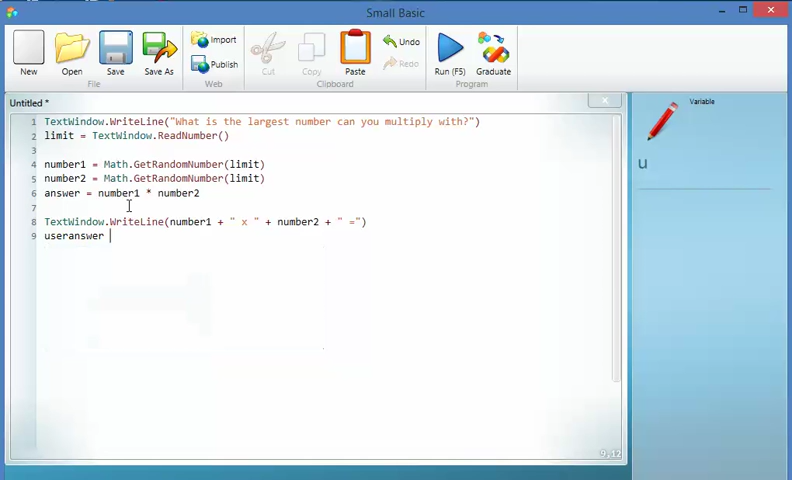 Small Basic
New
Open
Save
Save As
Import
Publish
Cut
Copy
Paste
Undo
Redo
Run (F5)
Graduate
File
Web
Clipboard
Program
Untitled *
1 TextWindow.WriteLine("What is the largest number can you multiply with?")
2 limit = TextWindow.ReadNumber()
3
4 number1 = Math.GetRandomNumber(limit)
5 number2 = Math.GetRandomNumber(limit)
6 answer = number1 * number2
7
8 TextWindow.WriteLine(number1 + " x " + number2 + " =")
9 useranswer
9,12
Variable
u